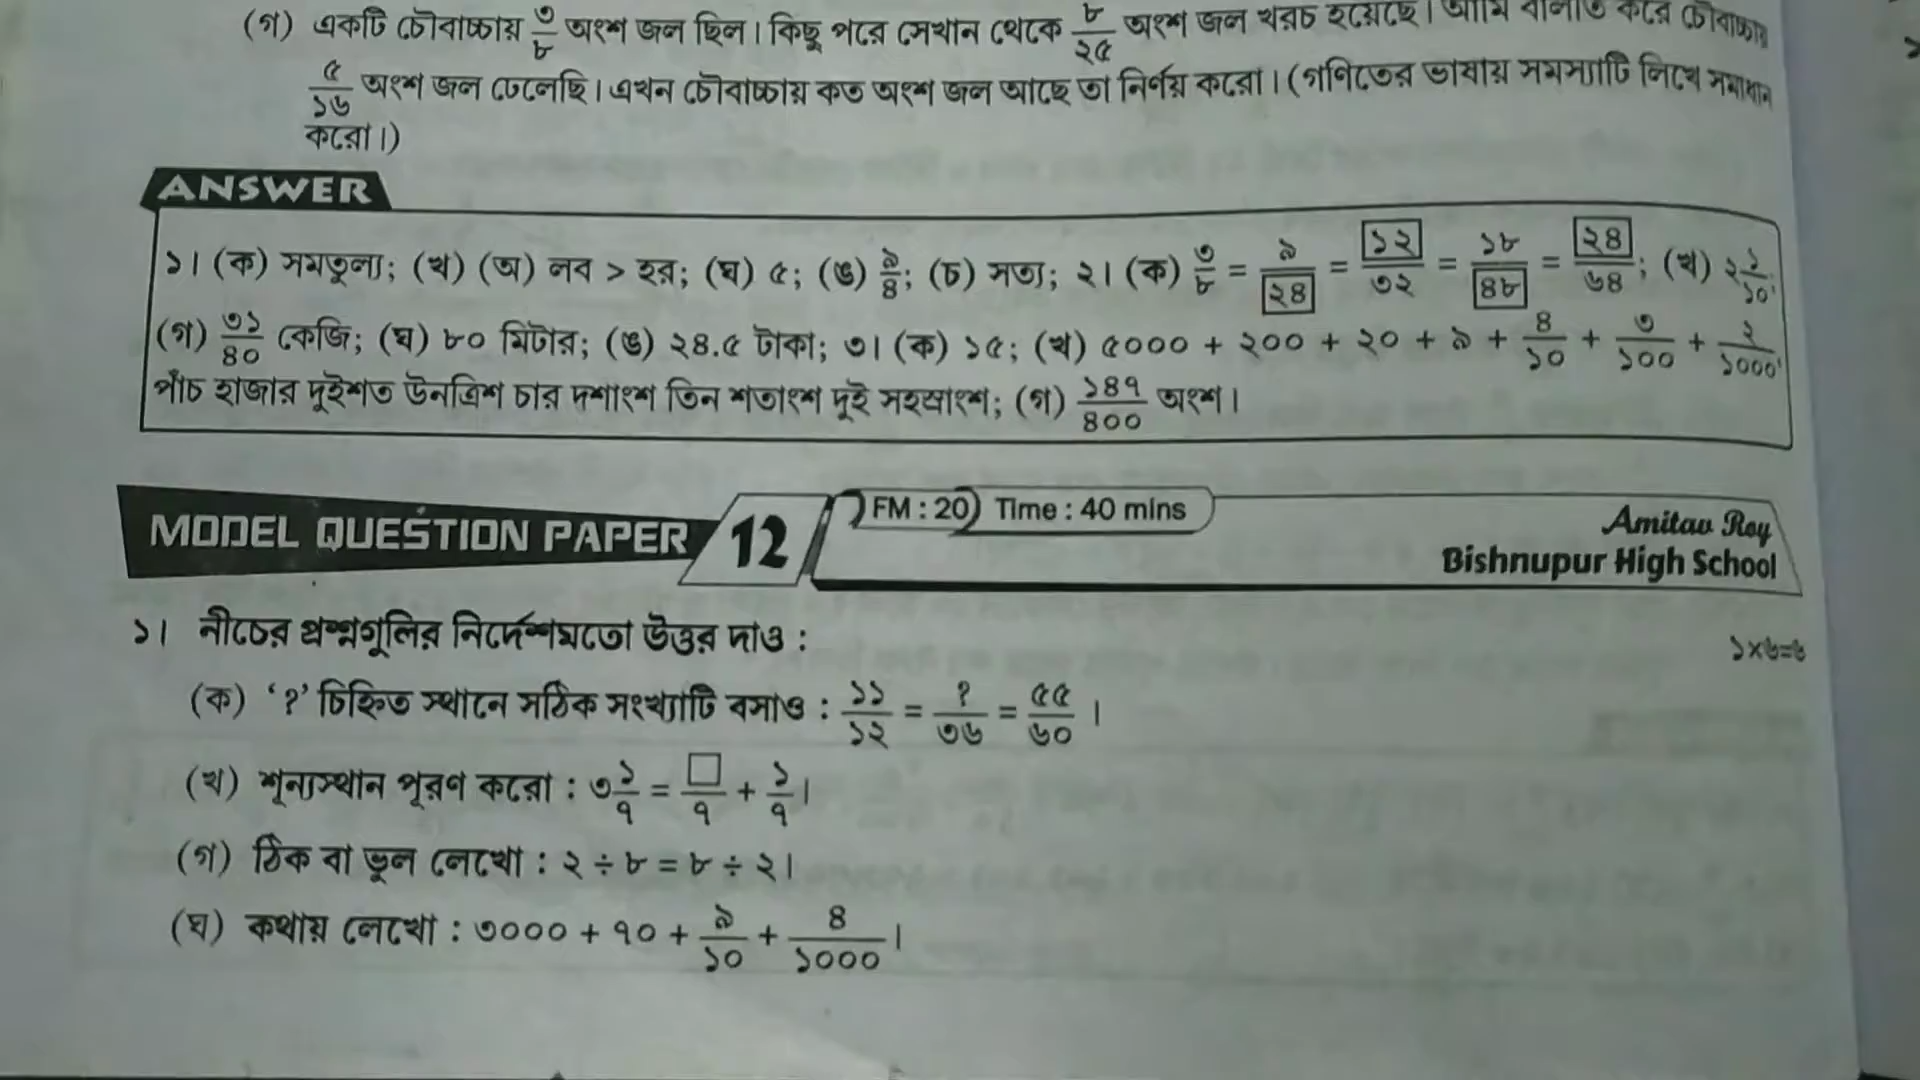 (গ) একটি চৌবাচ্চায় ৩/৮ অংশ জল ছিল। কিছু পরে সেখান থেকে ৮/২৫ অংশ জল খরচ হয়েছে। আমি বালতি করে চৌবাচ্চায়
৫/১৬ অংশ জল ঢেলেছি। এখন চৌবাচ্চায় কত অংশ জল আছে তা নির্ণয় করো। (গণিতের ভাষায় সমস্যাটি লিখে সমাধান
করো।)
ANSWER
১। (ক) সমতুল্য; (খ) (অ) লব > হর; (ঘ) ৫; (ঙ) ৯/৪; (চ) সত্য; ২। (ক) ৩/৮ = ৯/২৪ = ১২/৩২ = ১৮/৪৮ = ২৪/৬৪; (খ) ২ ১/১০;
(গ) ৩১/৪০ কেজি; (ঘ) ৮০ মিটার; (ঙ) ২৪.৫ টাকা; ৩। (ক) ১৫; (খ) ৫০০০ + ২০০ + ২০ + ৯ + ৪/১০ + ৩/১০০ + ২/১০০০,
পাঁচ হাজার দুইশত উনত্রিশ চার দশাংশ তিন শতাংশ দুই সহস্রাংশ; (গ) ১৪৭/৪০০ অংশ।
MODEL QUESTION PAPER 12 FM : 20 Time : 40 mins
Amitav Roy
Bishnupur High School
১। নীচের প্রশ্নগুলির নির্দেশমতো উত্তর দাও : ১×৬=৬
(ক) ‘?’ চিহ্নিত স্থানে সঠিক সংখ্যাটি বসাও : ১১/১২ = ?/৩৬ = ৫৫/৬০ ।
(খ) শূন্যস্থান পূরণ করো : ৩ ১/৭ = □/৭ + ১/৭।
(গ) ঠিক বা ভুল লেখো : ২ ÷ ৮ = ৮ ÷ ২।
(ঘ) কথায় লেখো : ৩০০০ + ৭০ + ৯/১০ + ৪/১০০০।